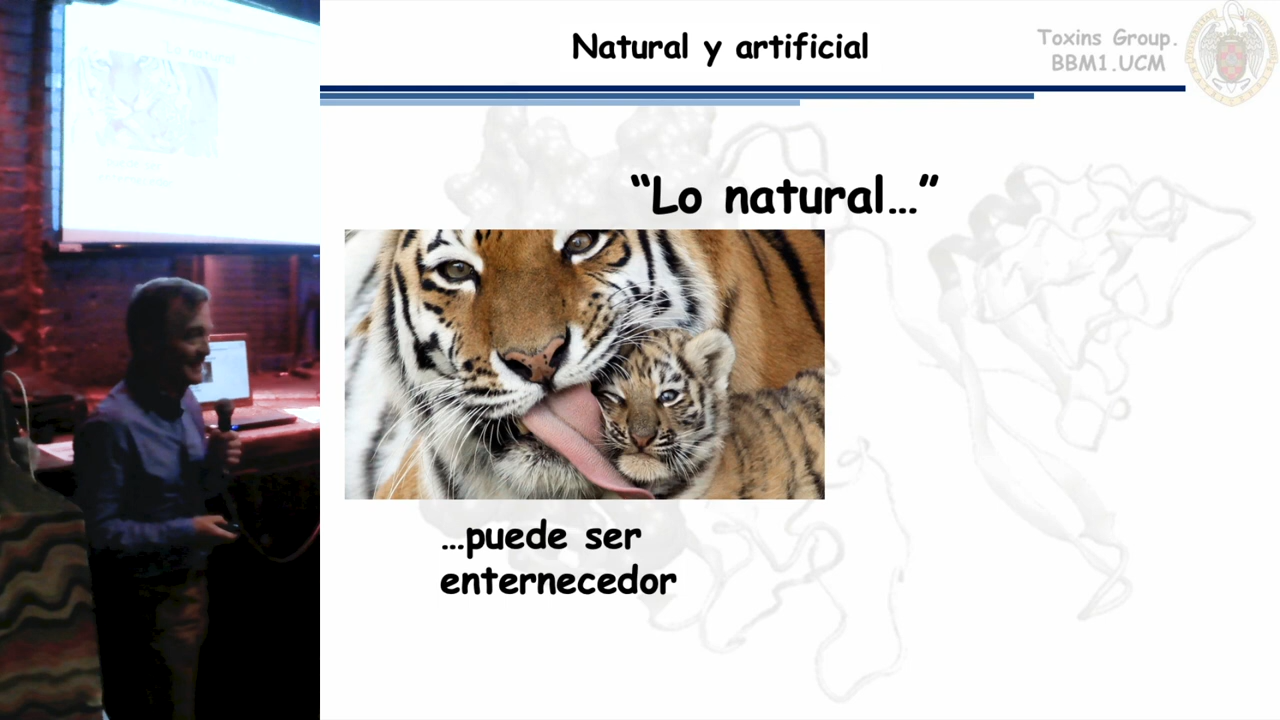 Natural y artificial
Toxins Group.
BBM1.UCM
“Lo natural…”
…puede ser
enternecedor